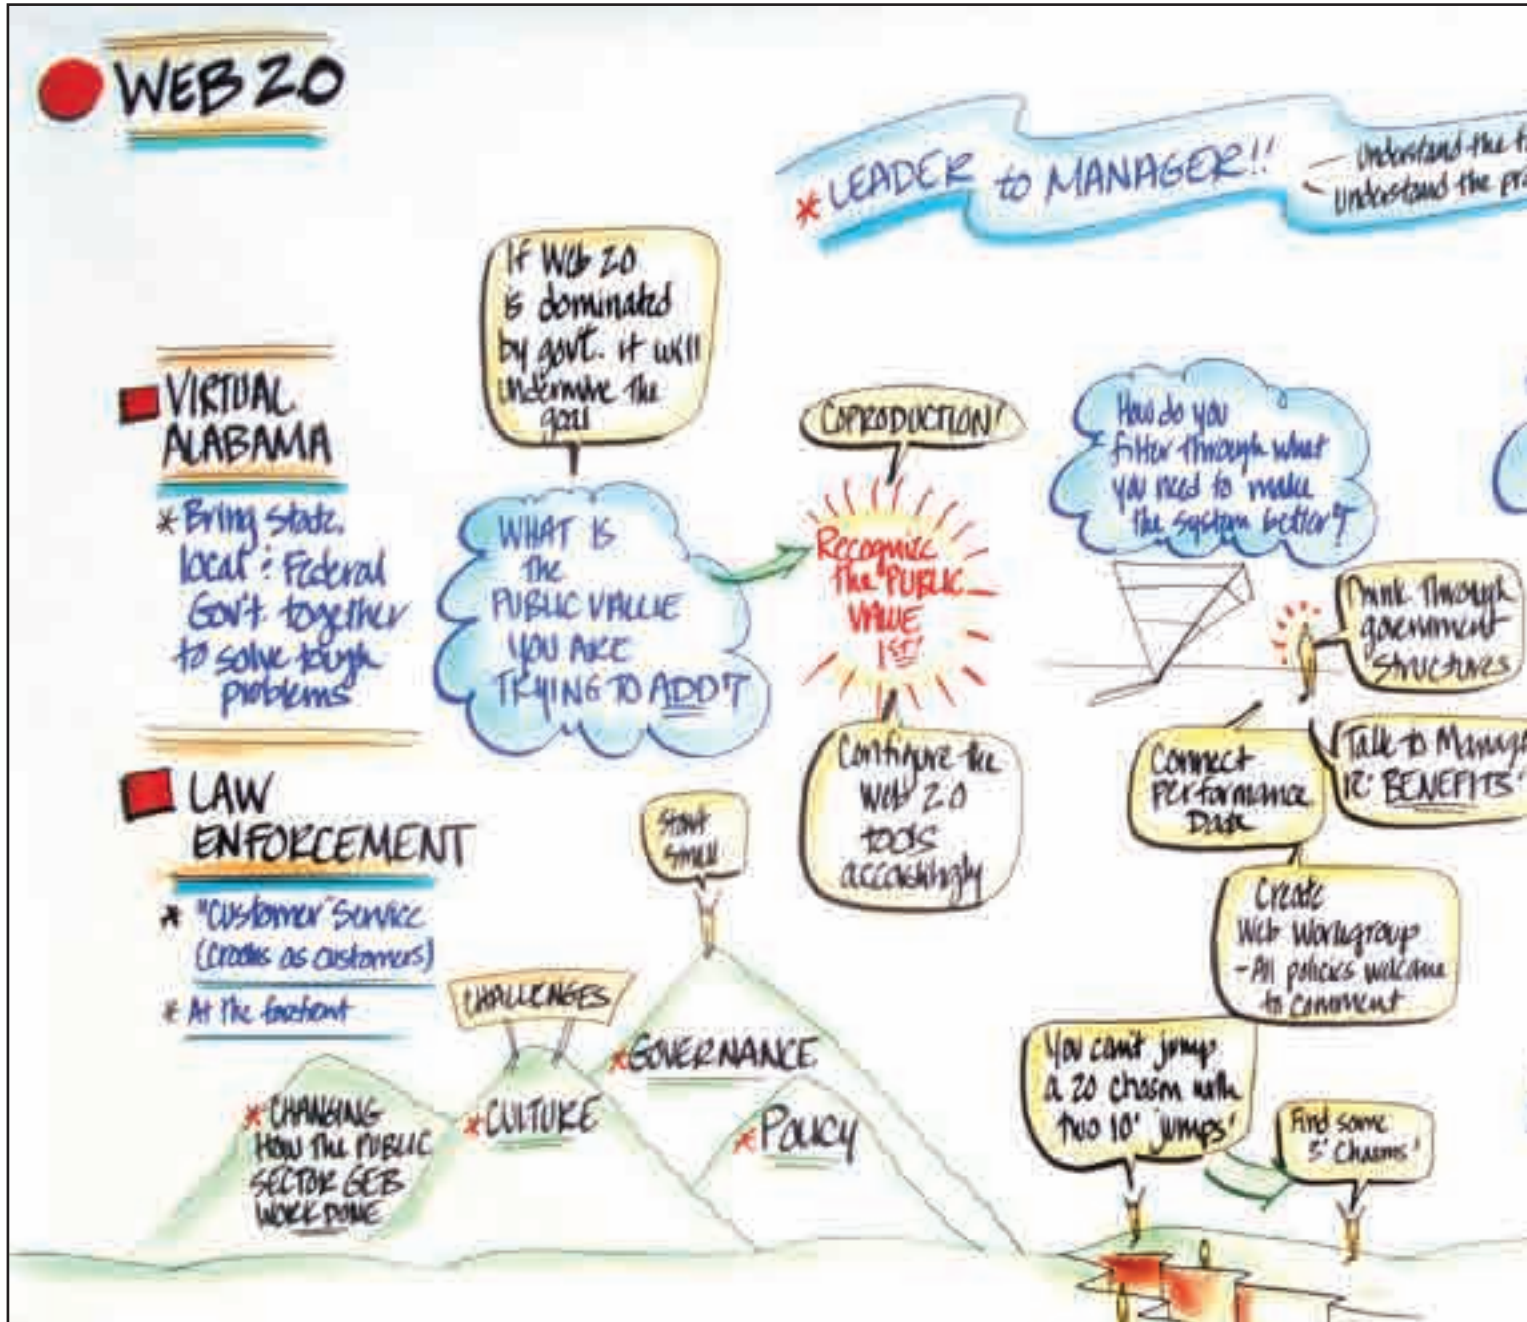 WEB 2.0
* LEADER to MANAGER!!
- Understand the
- Understand the
If Web 2.0
is dominated
by govt. it will
undermine the
goal
VIRTUAL
ALABAMA
* Bring state,
local : Federal
Gov't. together
to solve tough
problems
WHAT IS
the
PUBLIC VALUE
YOU ARE
TRYING TO ADD?
COPRODUCTION!
Recognize
the PUBLIC
VALUE
1ST!
Configure the
Web 2.0
tools
accordingly
How do you
filter through what
you need to make
the system better?
Think through
government
structures
Connect
performance
Data
Talk to
re: BENEFITS!
Create
Web Workgroup
- All policies welcome
to comment
LAW
ENFORCEMENT
* "Customer" Service
(Crooks as customers)
* At the forefront
Start
small
CHALLENGES
* GOVERNANCE
* CULTURE
* POLICY
* CHANGING
HOW THE PUBLIC
SECTOR GETS
WORK DONE
You can't jump
a 20 chasm with
two 10' jumps!
Find some
5' Chasms!